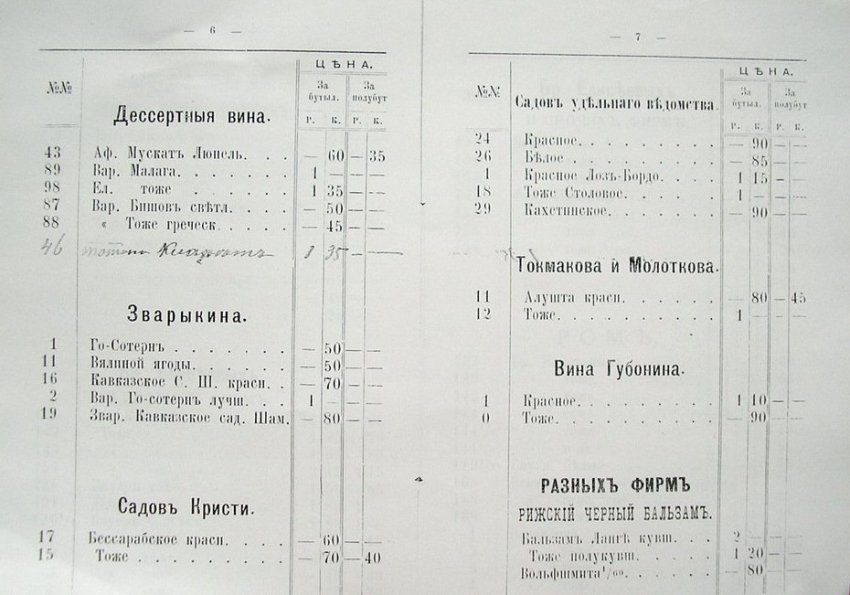 — 6 —
ЦѢНА.
№№ За бутыл. За полубут
Р. К. Р. К.
Дессертныя вина.
43 Аф. Мускатъ Люнель. . . — 60 — 35
89 Вар. Малага. . . . . . . 1 — — —
98 Ел. тоже . . . . . . 1 35 — —
87 Вар. Бишов свѣтл. . . . . — 50 — —
88 „ Тоже греческ. . . . . — 45 — —
46 1 35 — —
Зварыкина.
1 Го-Сотернъ . . . . . . . — 50 — —
11 Вялиной ягоды. . . . . . — 50 — —
16 Кавказское С. Ш. красн. . . — 70 — —
2 Вар. Го-сотернъ лучш. . . . 1 — — —
19 Звар. Кавказское сад. Шам. — 80 — —
Садовъ Кристи.
17 Бессарабское красн. . . . . — 60 — —
15 Тоже . . . . . . — 70 — 40
— 7 —
ЦѢНА.
№№ За бутыл. За полубут
Р. К. Р. К.
Садовъ удѣльнаго вѣдомства.
24 Красное. . . . . . . . . — 90 — —
26 Бѣлое . . . . . . . . . — 85 — —
1 Красное Лозъ-Бордо. . . . 1 15 — —
18 Тоже Столовое. . . . . . 1 — — —
29 Кахетинское. . . . . . . — 90 — —
Токмакова и Молоткова.
11 Алушта красн. . . . . . — 80 — 45
12 Тоже. . . . . . . . . . 1 — — —
Вина Губонина.
1 Красное. . . . . . . . . 1 10 — —
0 Тоже. . . . . . . . . . — 90 — —
РАЗНЫХЪ ФИРМЪ
РИЖСКІЙ ЧЕРНЫЙ БАЛЬЗАМЪ.
Бальзамъ Лангѣ кувш. . . 2 — — —
Тоже полукувш. . . . 1 20 — —
Вольфшмита 1/60. . . . . . — 80 — —